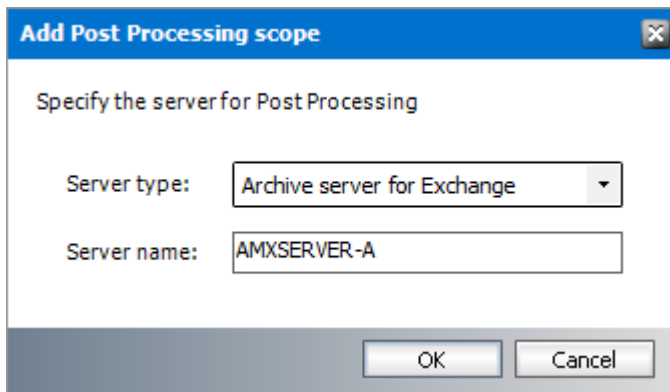 Add Post Processing scope
Specify the server for Post Processing
Server type: Archive server for Exchange
Server name: AMXSERVER-A
OK Cancel